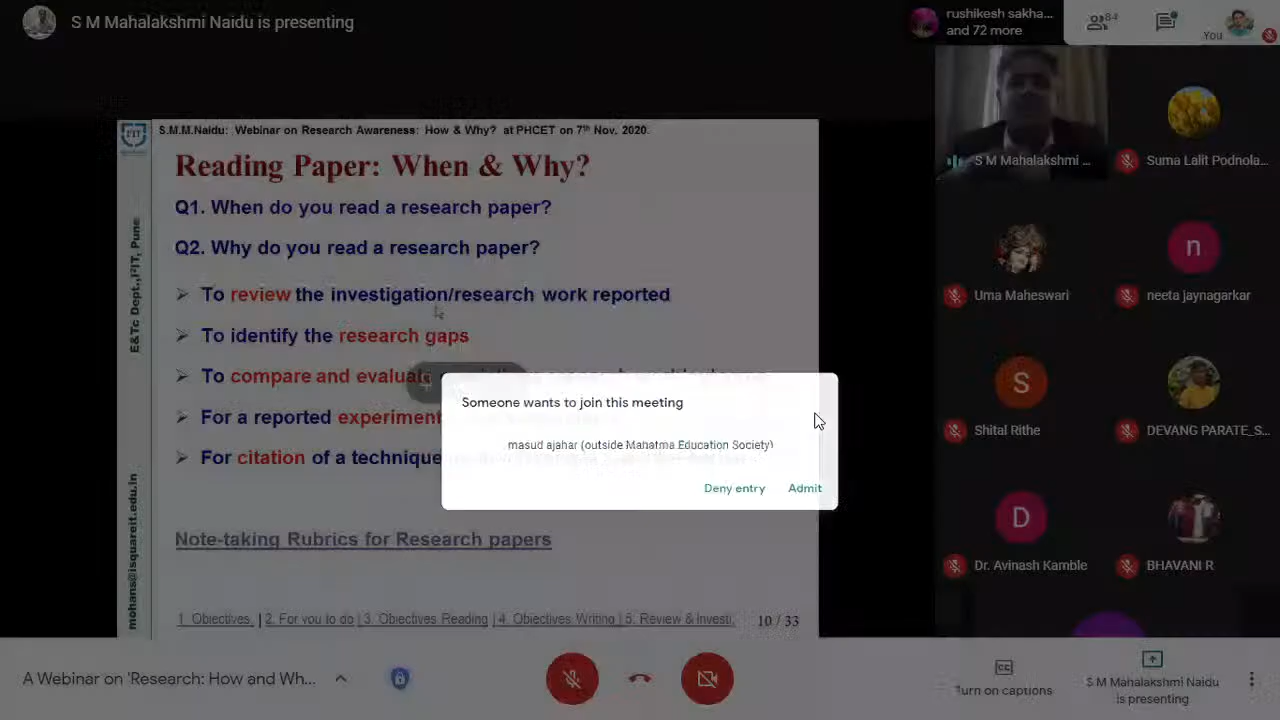 S M Mahalakshmi Naidu is presenting
rushikesh sakha...
and 72 more
84
You
S.M.M.Naidu: Webinar on Research Awareness: How & Why? at PHCET on 7th Nov, 2020.
Reading Paper: When & Why?
Q1. When do you read a research paper?
Q2. Why do you read a research paper?
To review the investigation/research work reported
To identify the research gaps
To compare and evaluate
For a reported experiment
For citation of a technique
Note-taking Rubrics for Research papers
1. Objectives | 2. For you to do | 3. Objectives Reading | 4. Objectives Writing | 5. Review & Investi.
10 / 33
E&Tc Dept., I²IT, Pune
mohans@isquareit.edu.in
Someone wants to join this meeting
masud ajahar (outside Mahatma Education Society)
Deny entry
Admit
S M Mahalakshmi ...
Suma Lalit Podnola...
Uma Maheswari
n
neeta jaynagarkar
S
Shital Rithe
DEVANG PARATE_S...
D
Dr. Avinash Kamble
BHAVANI R
A Webinar on 'Research: How and Wh...
CC
Turn on captions
S M Mahalakshmi Naidu
is presenting